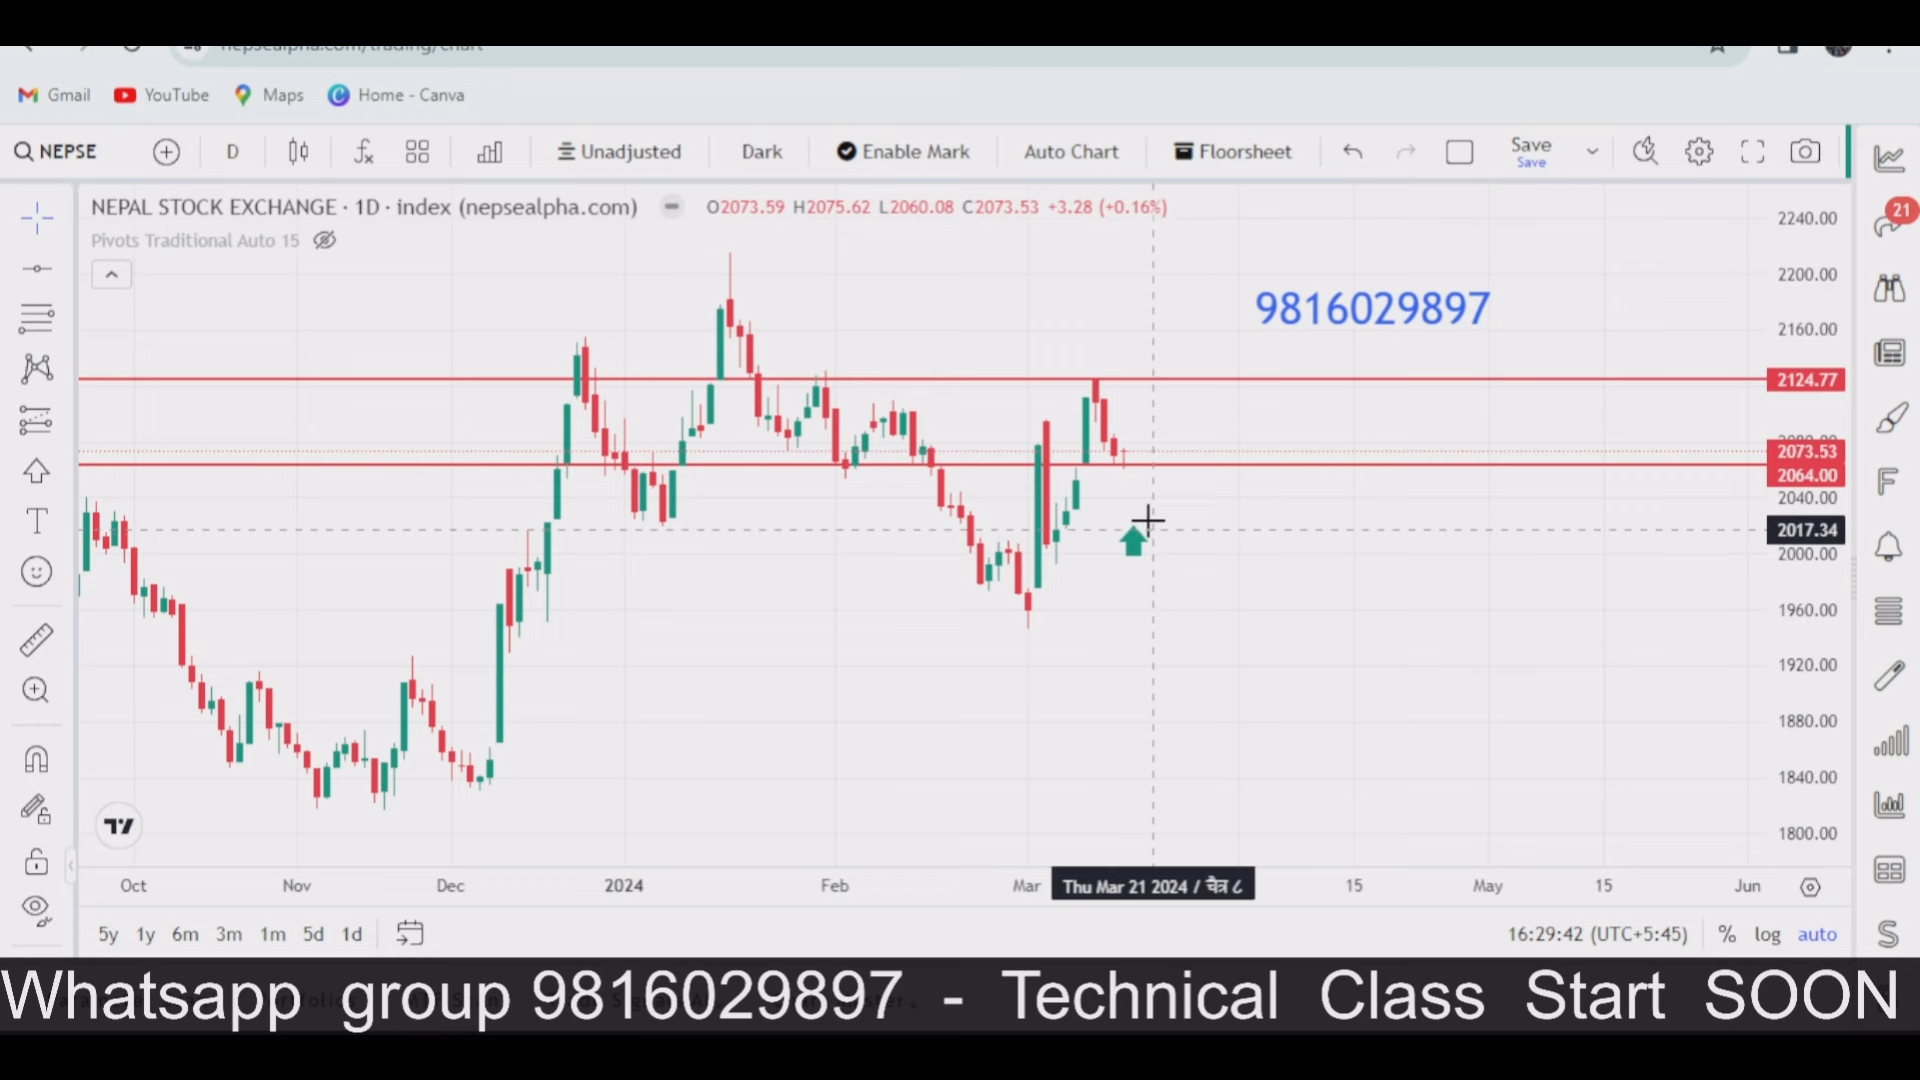 nepsealpha.com/trading/chart
Gmail YouTube Maps Home - Canva
NEPSE D Unadjusted Dark Enable Mark Auto Chart Floorsheet Save
Save
NEPAL STOCK EXCHANGE · 1D · index (nepsealpha.com) O2073.59 H2075.62 L2060.08 C2073.53 +3.28 (+0.16%)
Pivots Traditional Auto 15
21
9816029897
2240.00
2200.00
2160.00
2124.77
2073.53
2064.00
2040.00
2017.34
2000.00
1960.00
1920.00
1880.00
1840.00
1800.00
Oct Nov Dec 2024 Feb Mar Thu Mar 21 2024 / चैत्र ८ 15 May 15 Jun
5y 1y 6m 3m 1m 5d 1d 16:29:42 (UTC+5:45) % log auto
Whatsapp group 9816029897 - Technical Class Start SOON